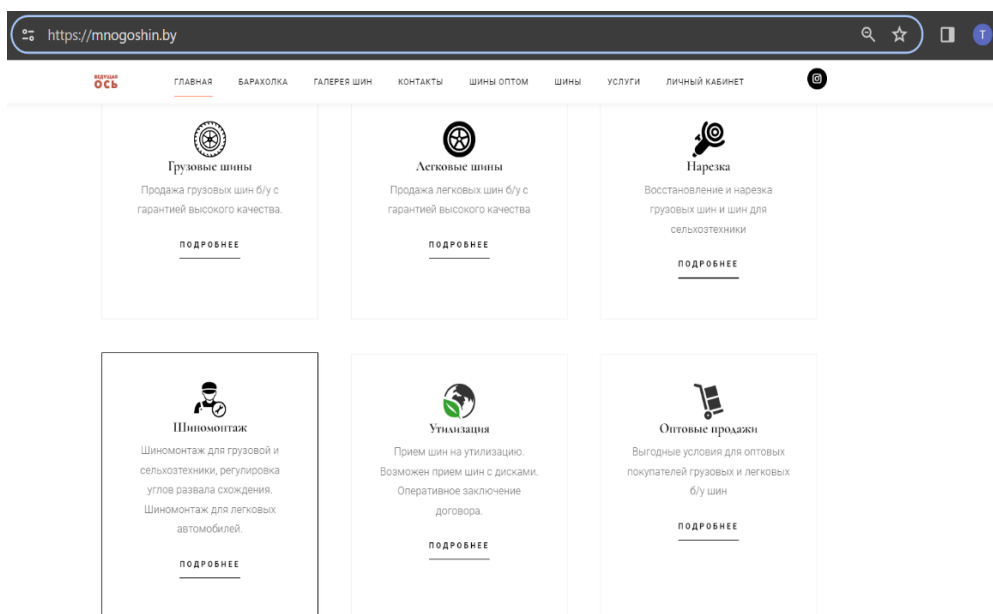 https://mnogoshin.by
Т
ВЕДУЩАЯ
ОСЬ
ГЛАВНАЯ БАРАХОЛКА ГАЛЕРЕЯ ШИН КОНТАКТЫ ШИНЫ ОПТОМ ШИНЫ УСЛУГИ ЛИЧНЫЙ КАБИНЕТ
Грузовые шины
Продажа грузовых шин б/у с
гарантией высокого качества.
ПОДРОБНЕЕ
Легковые шины
Продажа легковых шин б/у с
гарантией высокого качества
ПОДРОБНЕЕ
Нарезка
Восстановление и нарезка
грузовых шин и шин для
сельхозтехники
ПОДРОБНЕЕ
Шиномонтаж
Шиномонтаж для грузовой и
сельхозтехники, регулировка
углов развала схождения.
Шиномонтаж для легковых
автомобилей.
ПОДРОБНЕЕ
Утилизация
Прием шин на утилизацию.
Возможен прием шин с дисками.
Оперативное заключение
договора.
ПОДРОБНЕЕ
Оптовые продажи
Выгодные условия для оптовых
покупателей грузовых и легковых
б/у шин
ПОДРОБНЕЕ